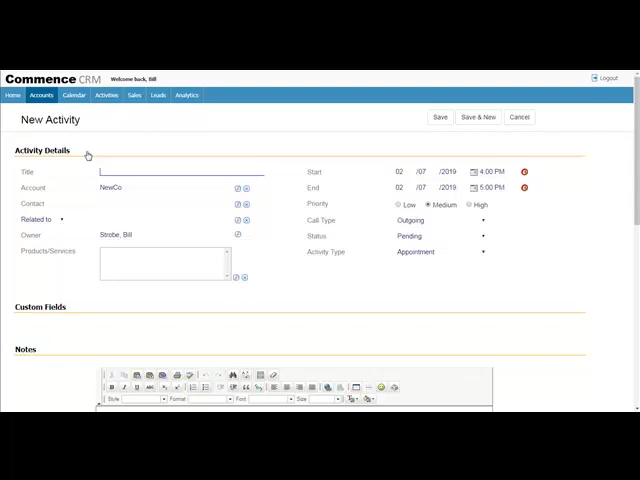 Commence CRM Welcome back, Bill Logout
Home Accounts Calendar Activities Sales Leads Analytics
New Activity Save Save & New Cancel
Activity Details
Title Start 02 /07 /2019 4:00 PM
Account NewCo End 02 /07 /2019 5:00 PM
Contact Priority Low Medium High
Related to Call Type Outgoing
Owner Strobe, Bill Status Pending
Products/Services Activity Type Appointment
Custom Fields
Notes
B I U ABC
Style Format Font Size